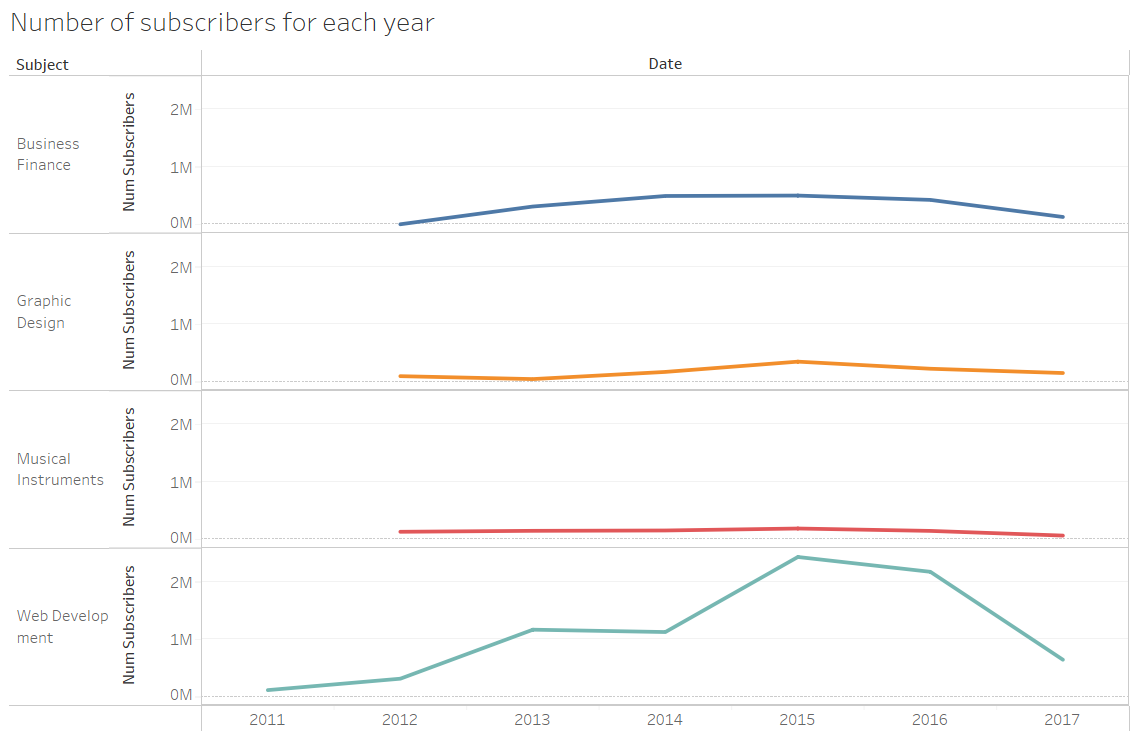 Number of subscribers for each year
Subject
Date
Business
Finance
Num Subscribers
2M
1M
0M
Graphic
Design
Num Subscribers
2M
1M
0M
Musical
Instruments
Num Subscribers
2M
1M
0M
Web Develop
ment
Num Subscribers
2M
1M
0M
2011 2012 2013 2014 2015 2016 2017